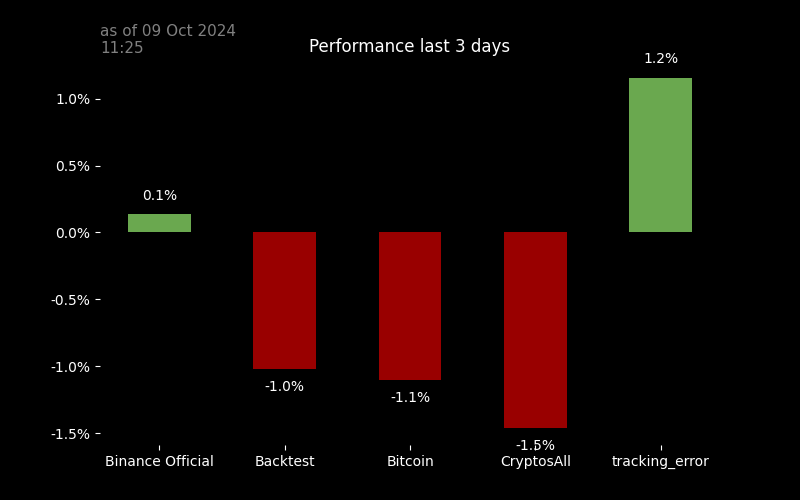 as of 09 Oct 2024
11:25
Performance last 3 days
1.2%
1.0%
0.5%
0.1%
0.0%
-0.5%
-1.0%
-1.0%
-1.1%
-1.5%
-1.5%
Binance Official
Backtest
Bitcoin
CryptosAll
tracking_error